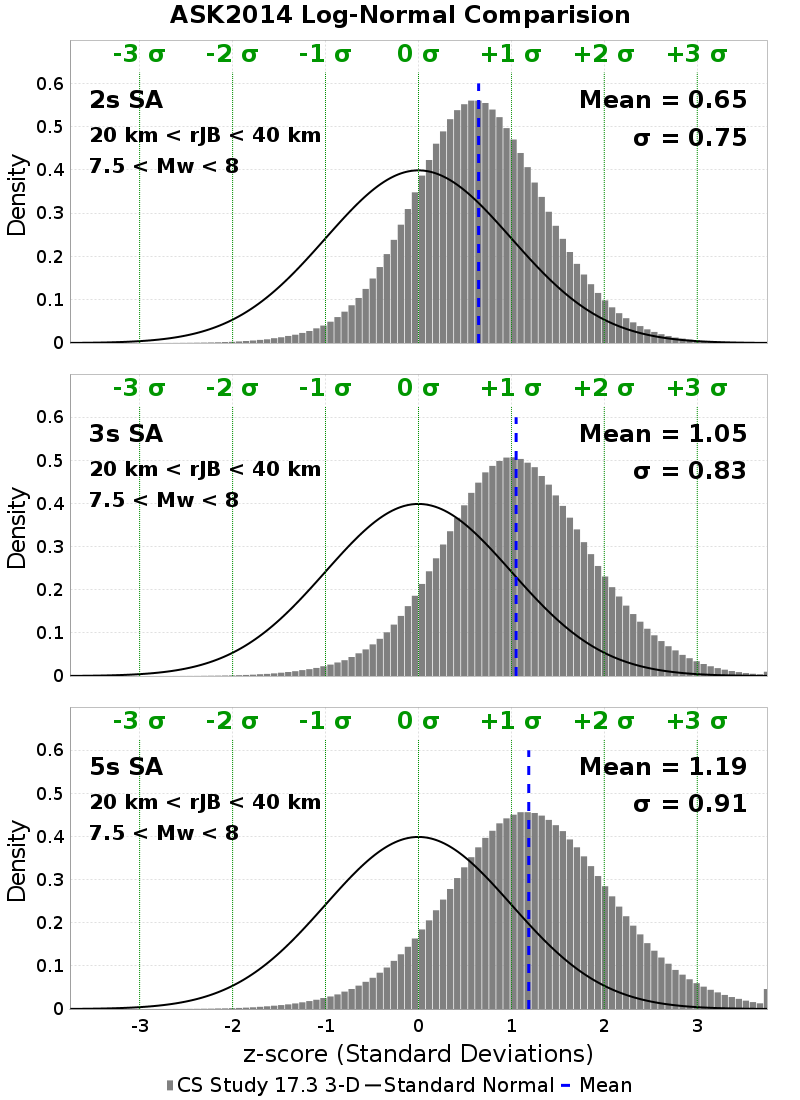 ASK2014 Log-Normal Comparision
-3 σ -2 σ -1 σ 0 σ +1 σ +2 σ +3 σ
0.6
2s SA Mean = 0.65
0.5
20 km < rJB < 40 km σ = 0.75
7.5 < Mw < 8
0.4
0.3
0.2
0.1
0
Density
-3 σ -2 σ -1 σ 0 σ +1 σ +2 σ +3 σ
0.6
3s SA Mean = 1.05
0.5
20 km < rJB < 40 km σ = 0.83
7.5 < Mw < 8
0.4
0.3
0.2
0.1
0
Density
-3 σ -2 σ -1 σ 0 σ +1 σ +2 σ +3 σ
0.6
5s SA Mean = 1.19
0.5
20 km < rJB < 40 km σ = 0.91
7.5 < Mw < 8
0.4
0.3
0.2
0.1
0
Density
-3 -2 -1 0 1 2 3
z-score (Standard Deviations)
CS Study 17.3 3-D Standard Normal Mean